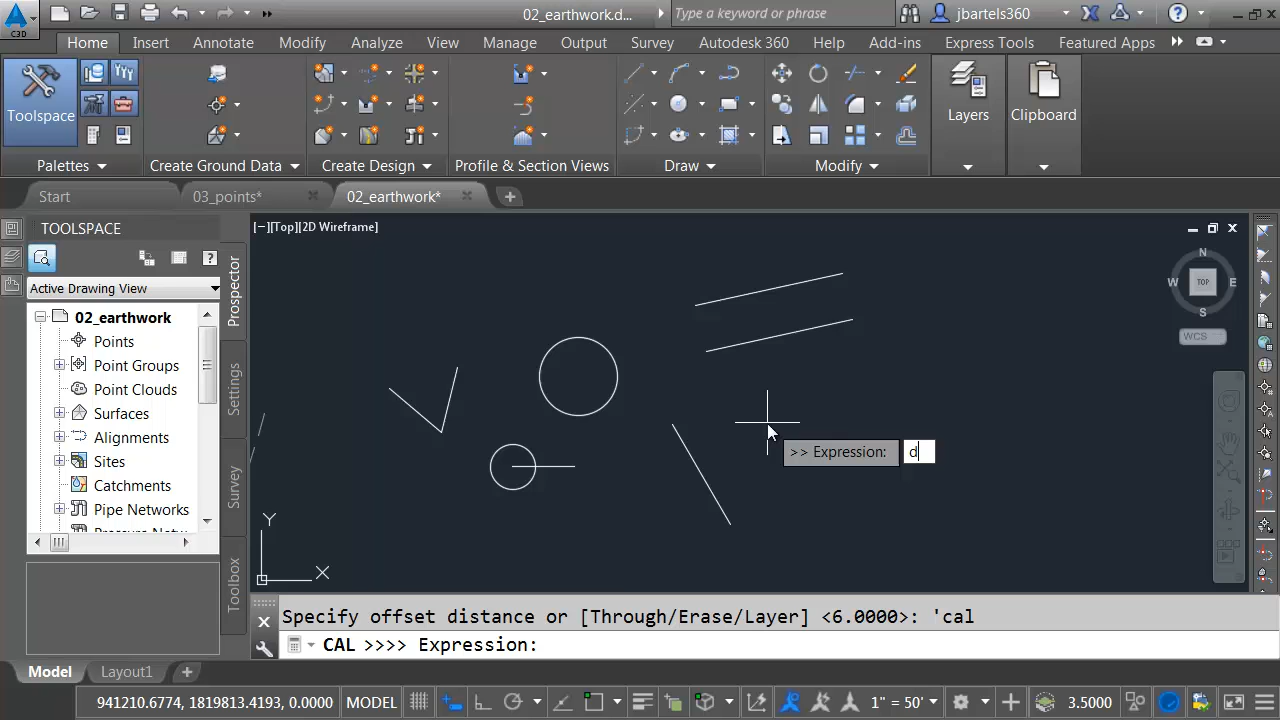 C3D
02_earthwork.d...
Type a keyword or phrase
jbartels360
Home
Insert
Annotate
Modify
Analyze
View
Manage
Output
Survey
Autodesk 360
Help
Add-ins
Express Tools
Featured Apps
Toolspace
Layers
Clipboard
Palettes
Create Ground Data
Create Design
Profile & Section Views
Draw
Modify
Start
03_points*
02_earthwork*
TOOLSPACE
Active Drawing View
02_earthwork
Points
Point Groups
Point Clouds
Surfaces
Alignments
Sites
Catchments
Pipe Networks
Prospector
Settings
Survey
Toolbox
[−][Top][2D Wireframe]
N
W
TOP
E
S
WCS
>> Expression: d
Y
X
Specify offset distance or [Through/Erase/Layer] <6.0000>: 'cal
CAL >>>> Expression:
Model
Layout1
941210.6774, 1819813.4193, 0.0000
MODEL
1" = 50'
3.5000